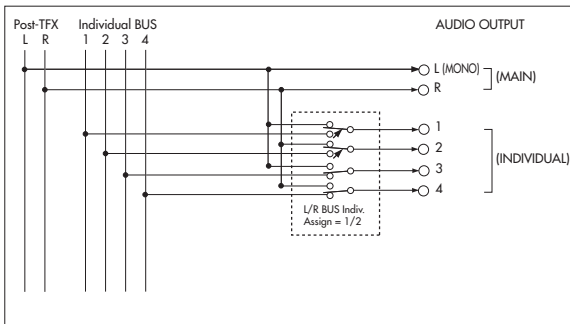 Post-TFX Individual BUS AUDIO OUTPUT
L R 1 2 3 4
L (MONO)
(MAIN)
R
1
2
(INDIVIDUAL)
3
4
L/R BUS Indiv.
Assign = 1/2